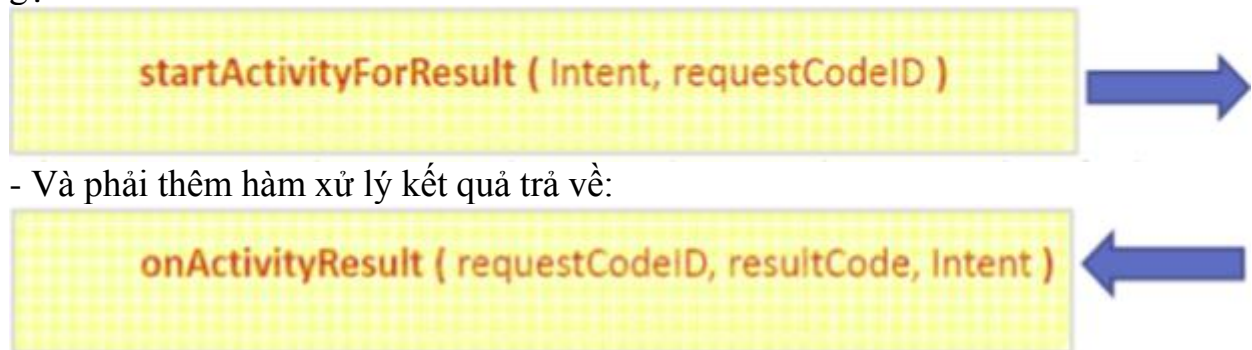 startActivityForResult ( Intent, requestCodeID )
- Và phải thêm hàm xử lý kết quả trả về:
onActivityResult ( requestCodeID, resultCode, Intent )